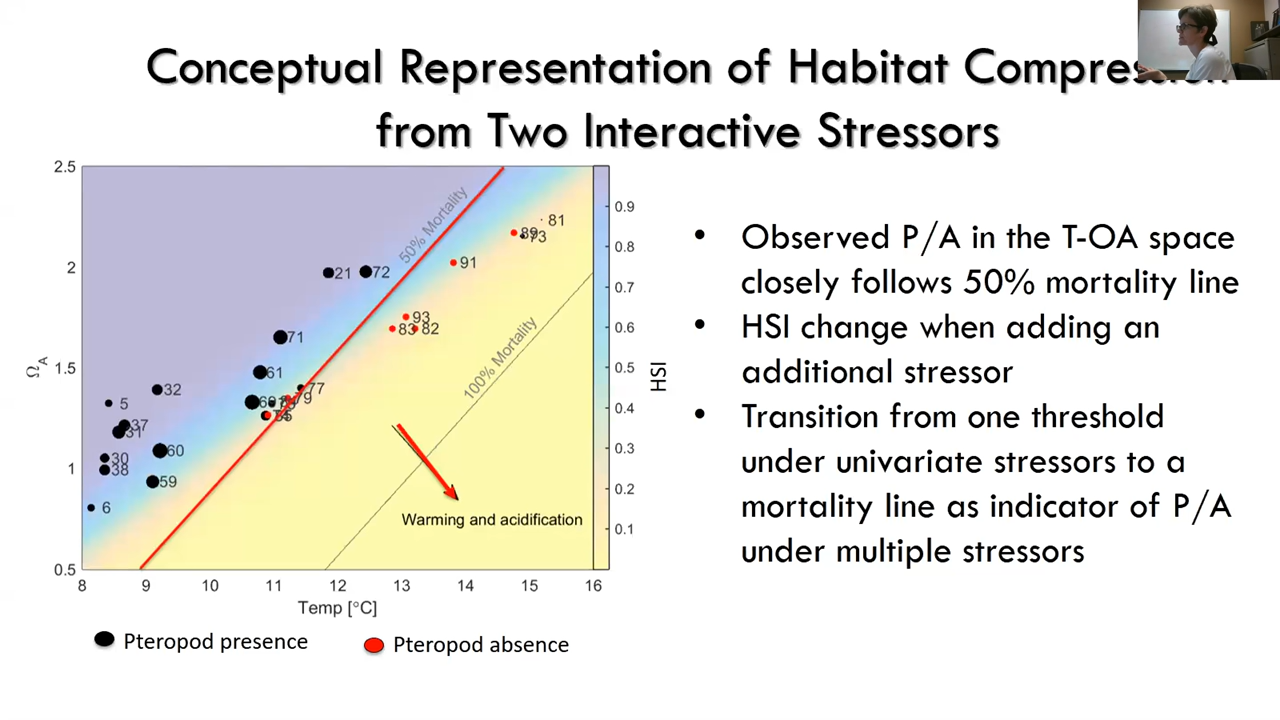 Conceptual Representation of Habitat
from Two Interactive Stressors
2.5
2
1.5
1
0.5
Ω_A
8 9 10 11 12 13 14 15 16
Temp [°C]
50% Mortality
100% Mortality
Warming and acidification
81
89
73
91
21
72
93
83
82
71
61
77
79
32
5
37
31
60
30
38
59
6
0.9
0.8
0.7
0.6
0.5
0.4
0.3
0.2
0.1
HSI
Pteropod presence
Pteropod absence
• Observed P/A in the T-OA space
closely follows 50% mortality line
• HSI change when adding an
additional stressor
• Transition from one threshold
under univariate stressors to a
mortality line as indicator of P/A
under multiple stressors